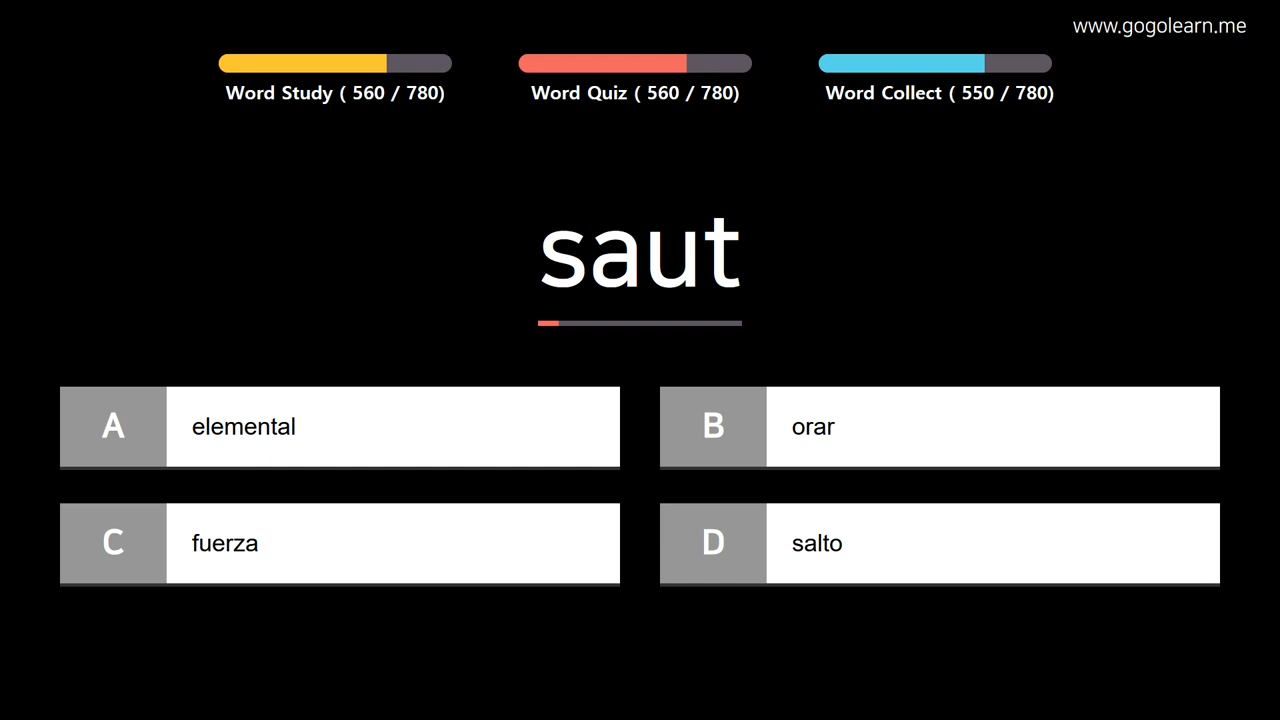 www.gogolearn.me
Word Study ( 560 / 780)
Word Quiz ( 560 / 780)
Word Collect ( 550 / 780)
saut
A elemental
B orar
C fuerza
D salto